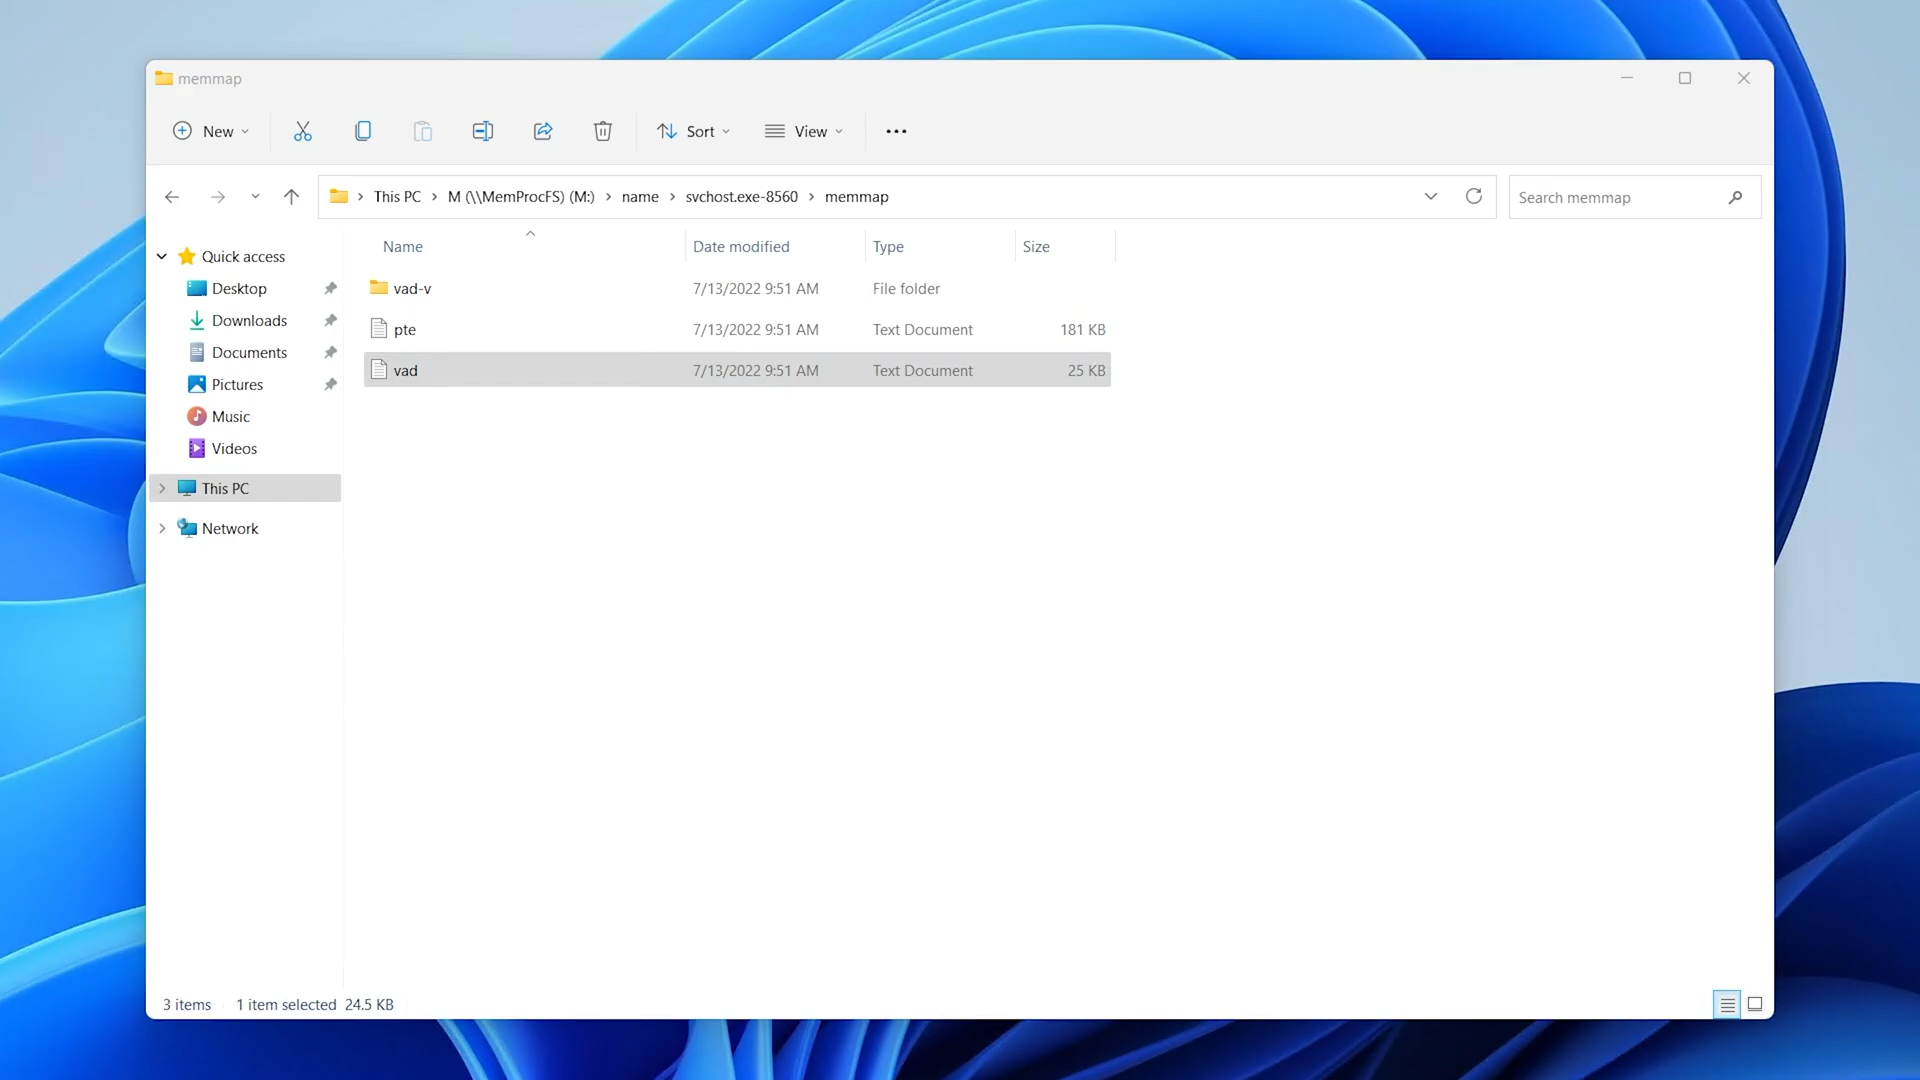 memmap
New
Sort
View
This PC
M (\\MemProcFS) (M:)
name
svchost.exe-8560
memmap
Search memmap
Quick access
Desktop
Downloads
Documents
Pictures
Music
Videos
This PC
Network
Name Date modified Type Size
vad-v 7/13/2022 9:51 AM File folder
pte 7/13/2022 9:51 AM Text Document 181 KB
vad 7/13/2022 9:51 AM Text Document 25 KB
3 items 1 item selected 24.5 KB